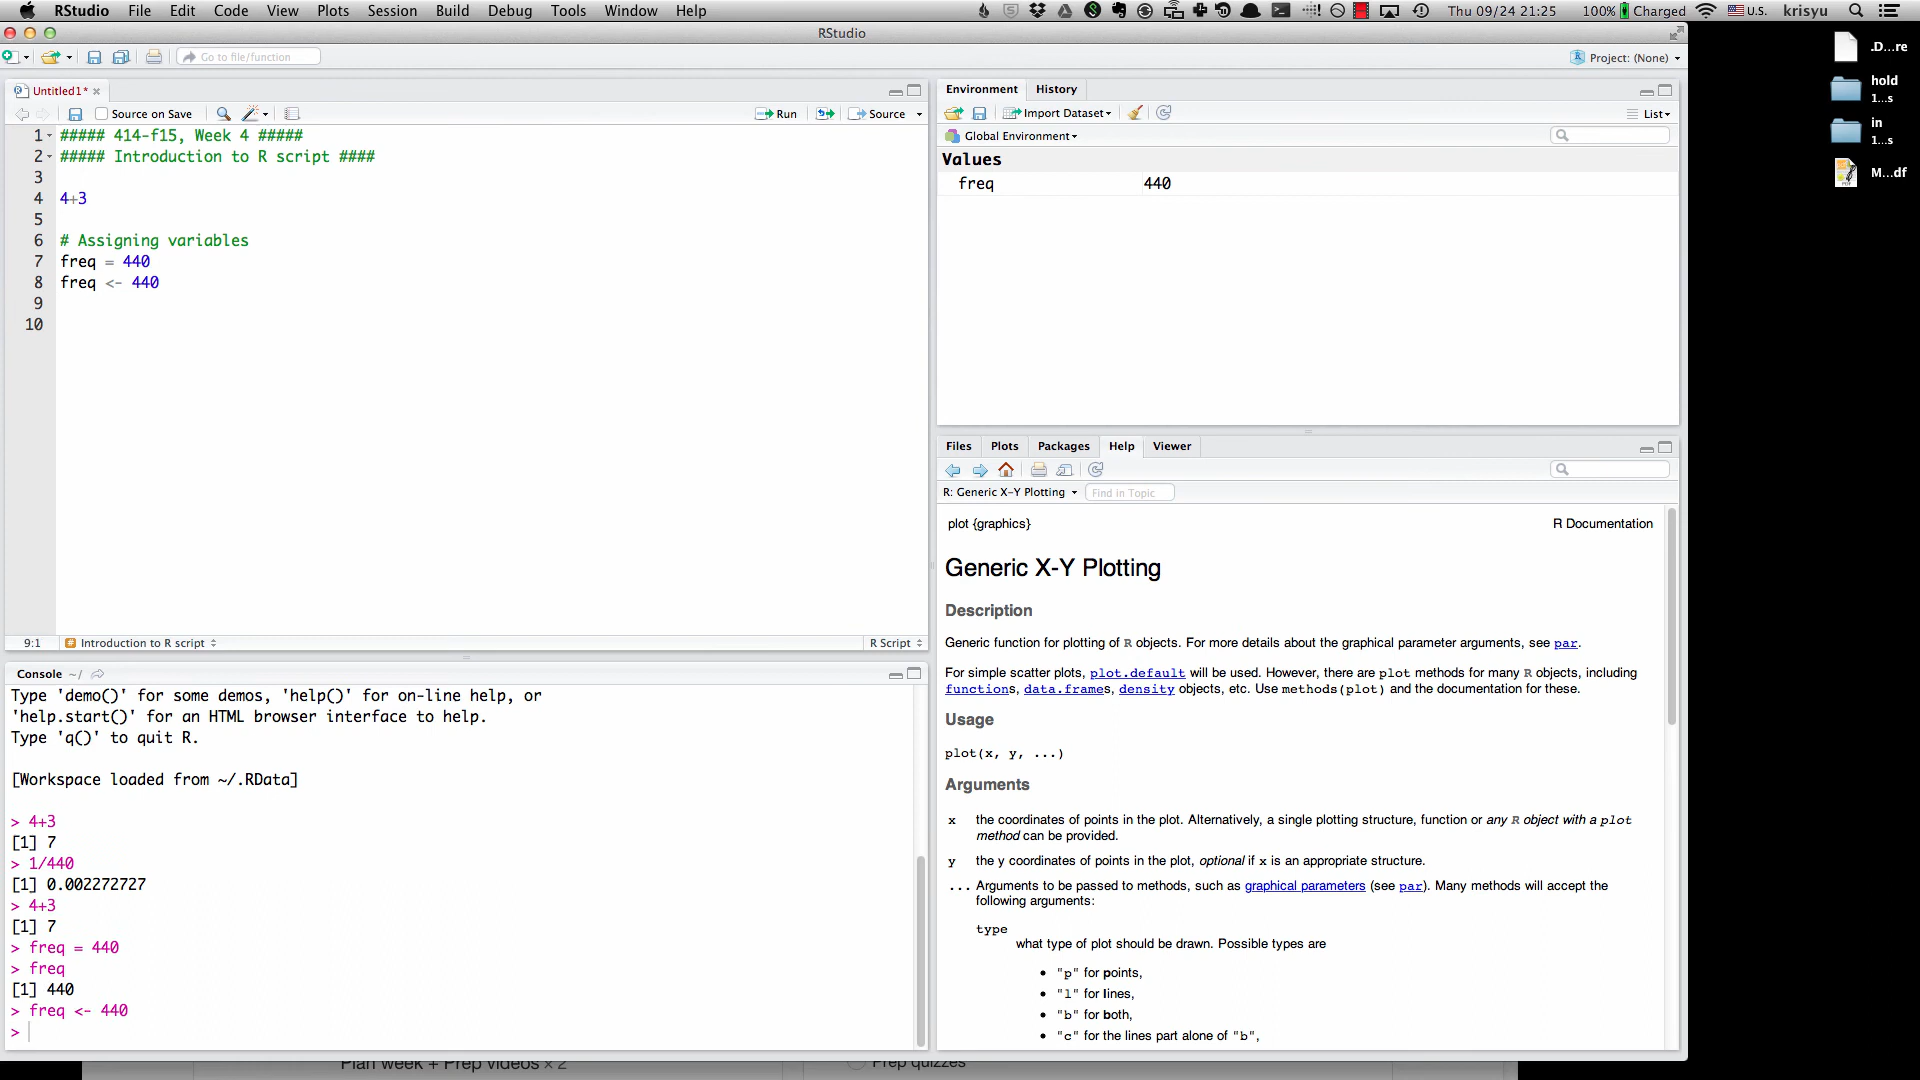 RStudio File Edit Code View Plots Session Build Debug Tools Window Help Thu 09/24 21:25 100% Charged U.S. krisyu
RStudio
Go to file/function Project: (None)
Untitled1*
Source on Save Run Source
1 ##### 414-f15, Week 4 #####
2 ##### Introduction to R script ####
3
4 4+3
5
6 # Assigning variables
7 freq = 440
8 freq <- 440
9
10
9:1 Introduction to R script R Script
Console ~/
Type 'demo()' for some demos, 'help()' for on-line help, or
'help.start()' for an HTML browser interface to help.
Type 'q()' to quit R.
[Workspace loaded from ~/.RData]
> 4+3
[1] 7
> 1/440
[1] 0.002272727
> 4+3
[1] 7
> freq = 440
> freq
[1] 440
> freq <- 440
>
Environment History
Import Dataset List
Global Environment
Values
freq 440
Files Plots Packages Help Viewer
R: Generic X-Y Plotting Find in Topic
plot {graphics} R Documentation
Generic X-Y Plotting
Description
Generic function for plotting of R objects. For more details about the graphical parameter arguments, see par.
For simple scatter plots, plot.default will be used. However, there are plot methods for many R objects, including
functions, data.frames, density objects, etc. Use methods(plot) and the documentation for these.
Usage
plot(x, y, ...)
Arguments
x the coordinates of points in the plot. Alternatively, a single plotting structure, function or any R object with a plot
method can be provided.
y the y coordinates of points in the plot, optional if x is an appropriate structure.
... Arguments to be passed to methods, such as graphical parameters (see par). Many methods will accept the
following arguments:
type
what type of plot should be drawn. Possible types are
• "p" for points,
• "l" for lines,
• "b" for both,
• "c" for the lines part alone of "b",
.D...re
hold
1...s
in
1...s
M...df
Plan week + Prep videos × 2
Prep quizzes